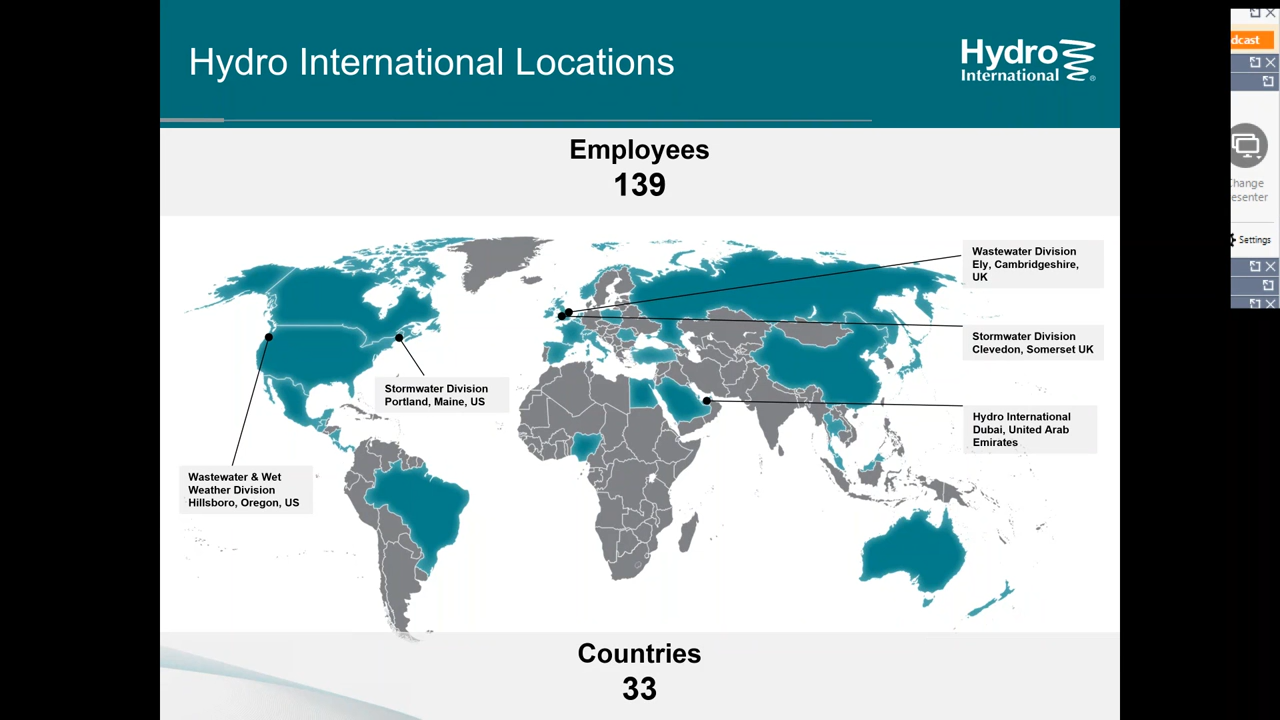 Hydro International Locations
Hydro
International
®
Employees
139
Wastewater Division
Ely, Cambridgeshire,
UK
Stormwater Division
Clevedon, Somerset UK
Stormwater Division
Portland, Maine, US
Hydro International
Dubai, United Arab
Emirates
Wastewater & Wet
Weather Division
Hillsboro, Oregon, US
Countries
33
dcast
hange
esenter
Settings